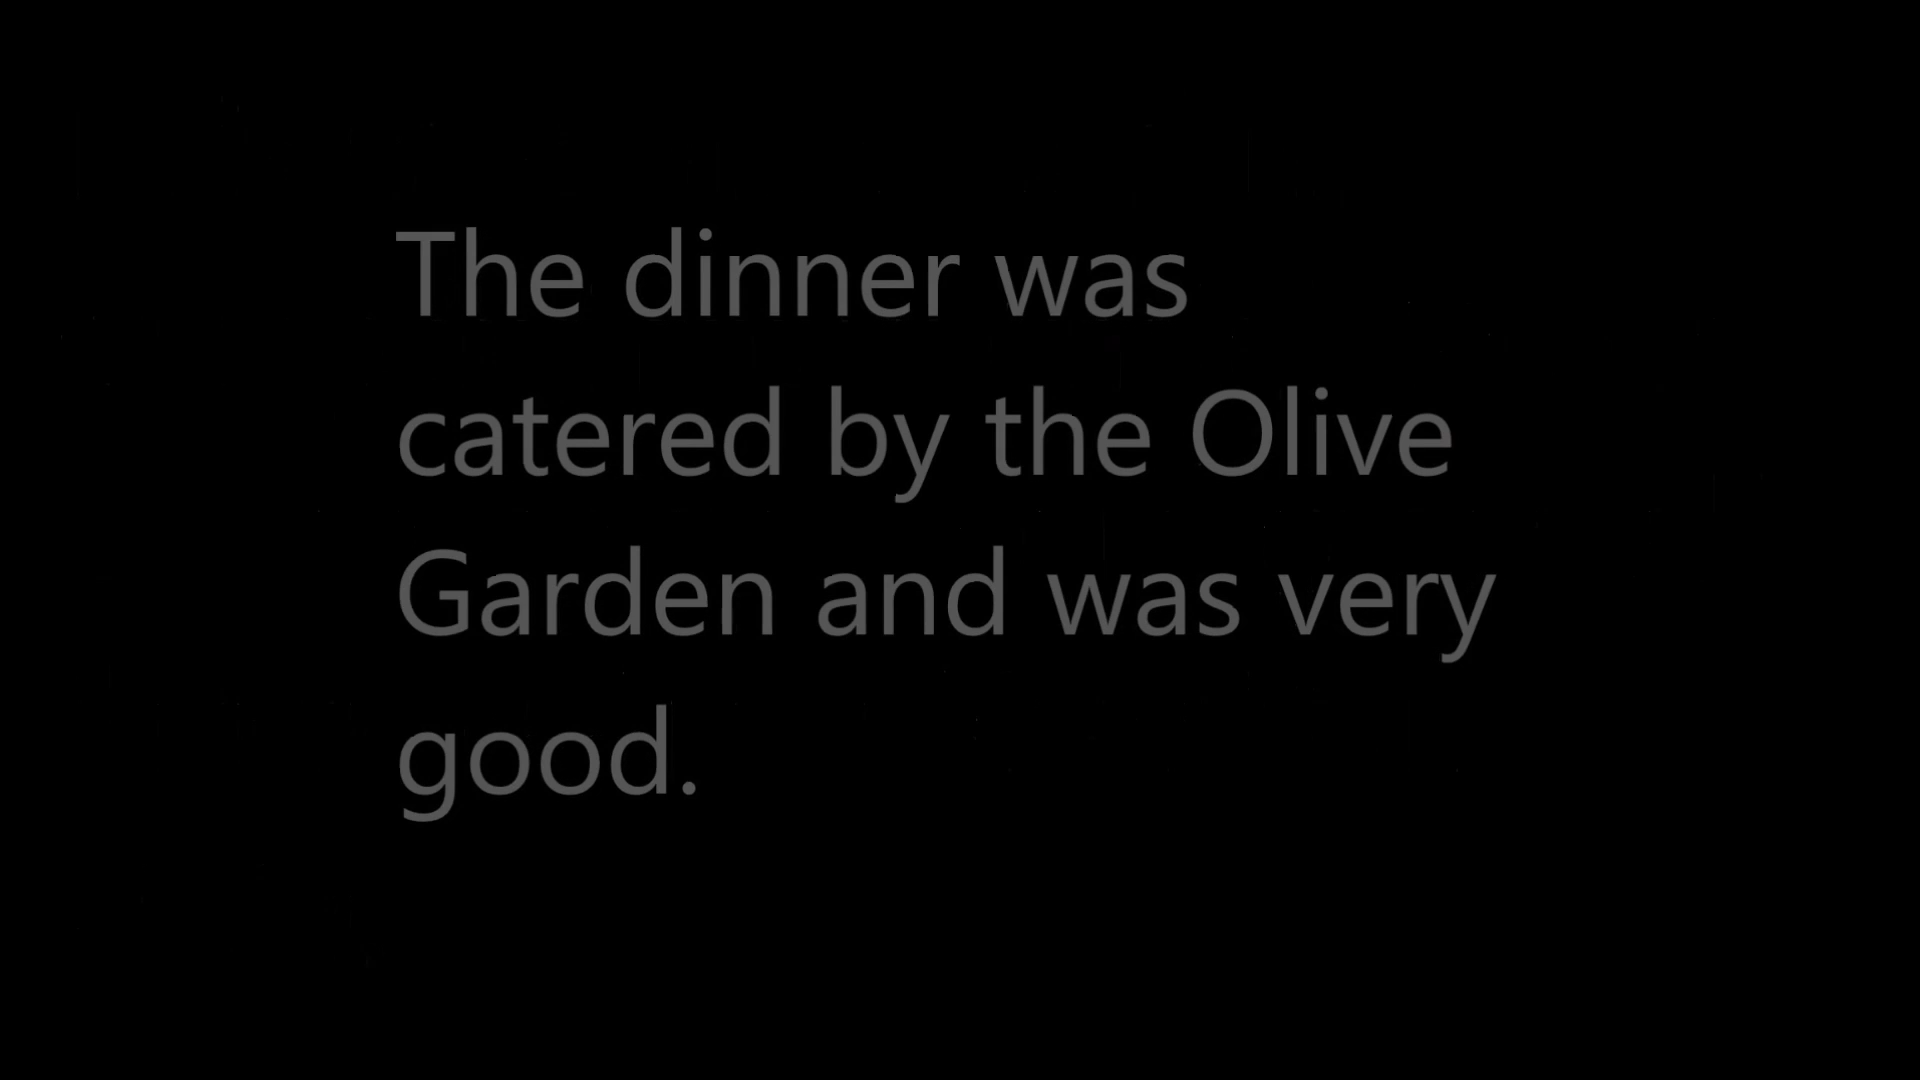 The dinner was
catered by the Olive
Garden and was very
good.